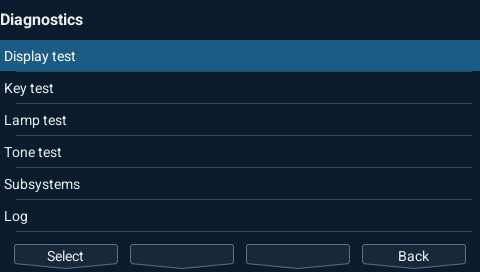 Diagnostics
Display test
Key test
Lamp test
Tone test
Subsystems
Log
Select
Back